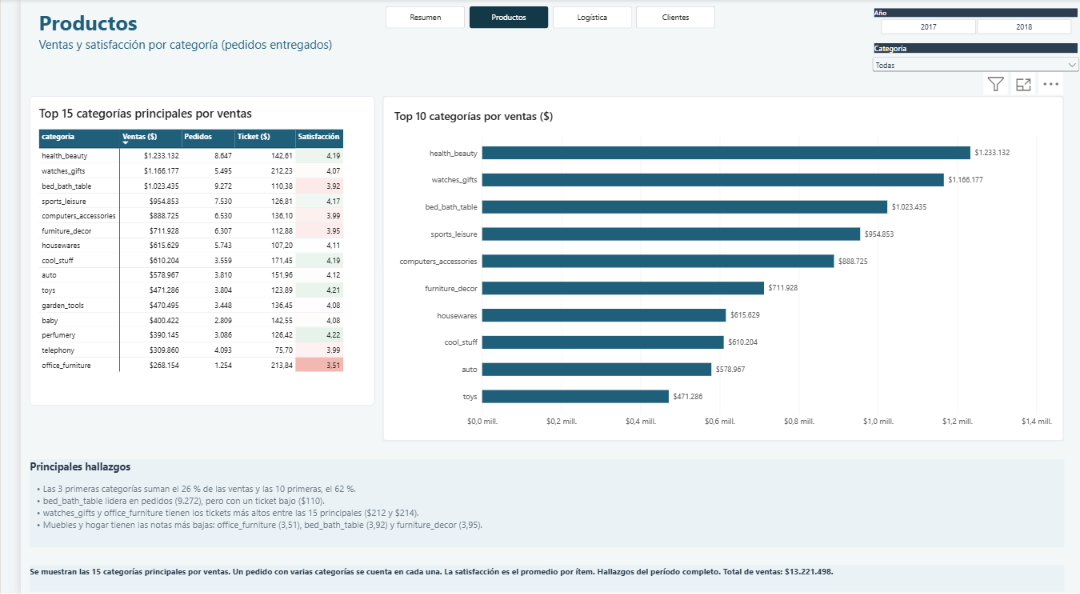 Productos
Ventas y satisfacción por categoría (pedidos entregados)
Resumen
Productos
Logística
Clientes
Año
2017
2018
Categoria
Todas
Top 15 categorías principales por ventas
categoria Ventas ($) Pedidos Ticket ($) Satisfacción
health_beauty $1.233.132 8.647 142,61 4,19
watches_gifts $1.166.177 5.495 212,23 4,07
bed_bath_table $1.023.435 9.272 110,38 3,92
sports_leisure $954.853 7.530 126,81 4,17
computers_accessories $888.725 6.530 136,10 3,99
furniture_decor $711.928 6.307 112,88 3,95
housewares $615.629 5.743 107,20 4,11
cool_stuff $610.204 3.559 171,45 4,19
auto $578.967 3.810 151,96 4,12
toys $471.286 3.804 123,89 4,21
garden_tools $470.495 3.448 136,45 4,08
baby $400.422 2.809 142,55 4,08
perfumery $390.145 3.086 126,42 4,22
telephony $309.860 4.093 75,70 3,99
office_furniture $268.154 1.254 213,84 3,51
Top 10 categorías por ventas ($)
health_beauty $1.233.132
watches_gifts $1.166.177
bed_bath_table $1.023.435
sports_leisure $954.853
computers_accessories $888.725
furniture_decor $711.928
housewares $615.629
cool_stuff $610.204
auto $578.967
toys $471.286
$0,0 mill. $0,2 mill. $0,4 mill. $0,6 mill. $0,8 mill. $1,0 mill. $1,2 mill. $1,4 mill.
Principales hallazgos
• Las 3 primeras categorías suman el 26 % de las ventas y las 10 primeras, el 62 %.
• bed_bath_table lidera en pedidos (9.272), pero con un ticket bajo ($110).
• watches_gifts y office_furniture tienen los tickets más altos entre las 15 principales ($212 y $214).
• Muebles y hogar tienen las notas más bajas: office_furniture (3,51), bed_bath_table (3,92) y furniture_decor (3,95).
Se muestran las 15 categorías principales por ventas. Un pedido con varias categorías se cuenta en cada una. La satisfacción es el promedio por ítem. Hallazgos del período completo. Total de ventas: $13.221.498.